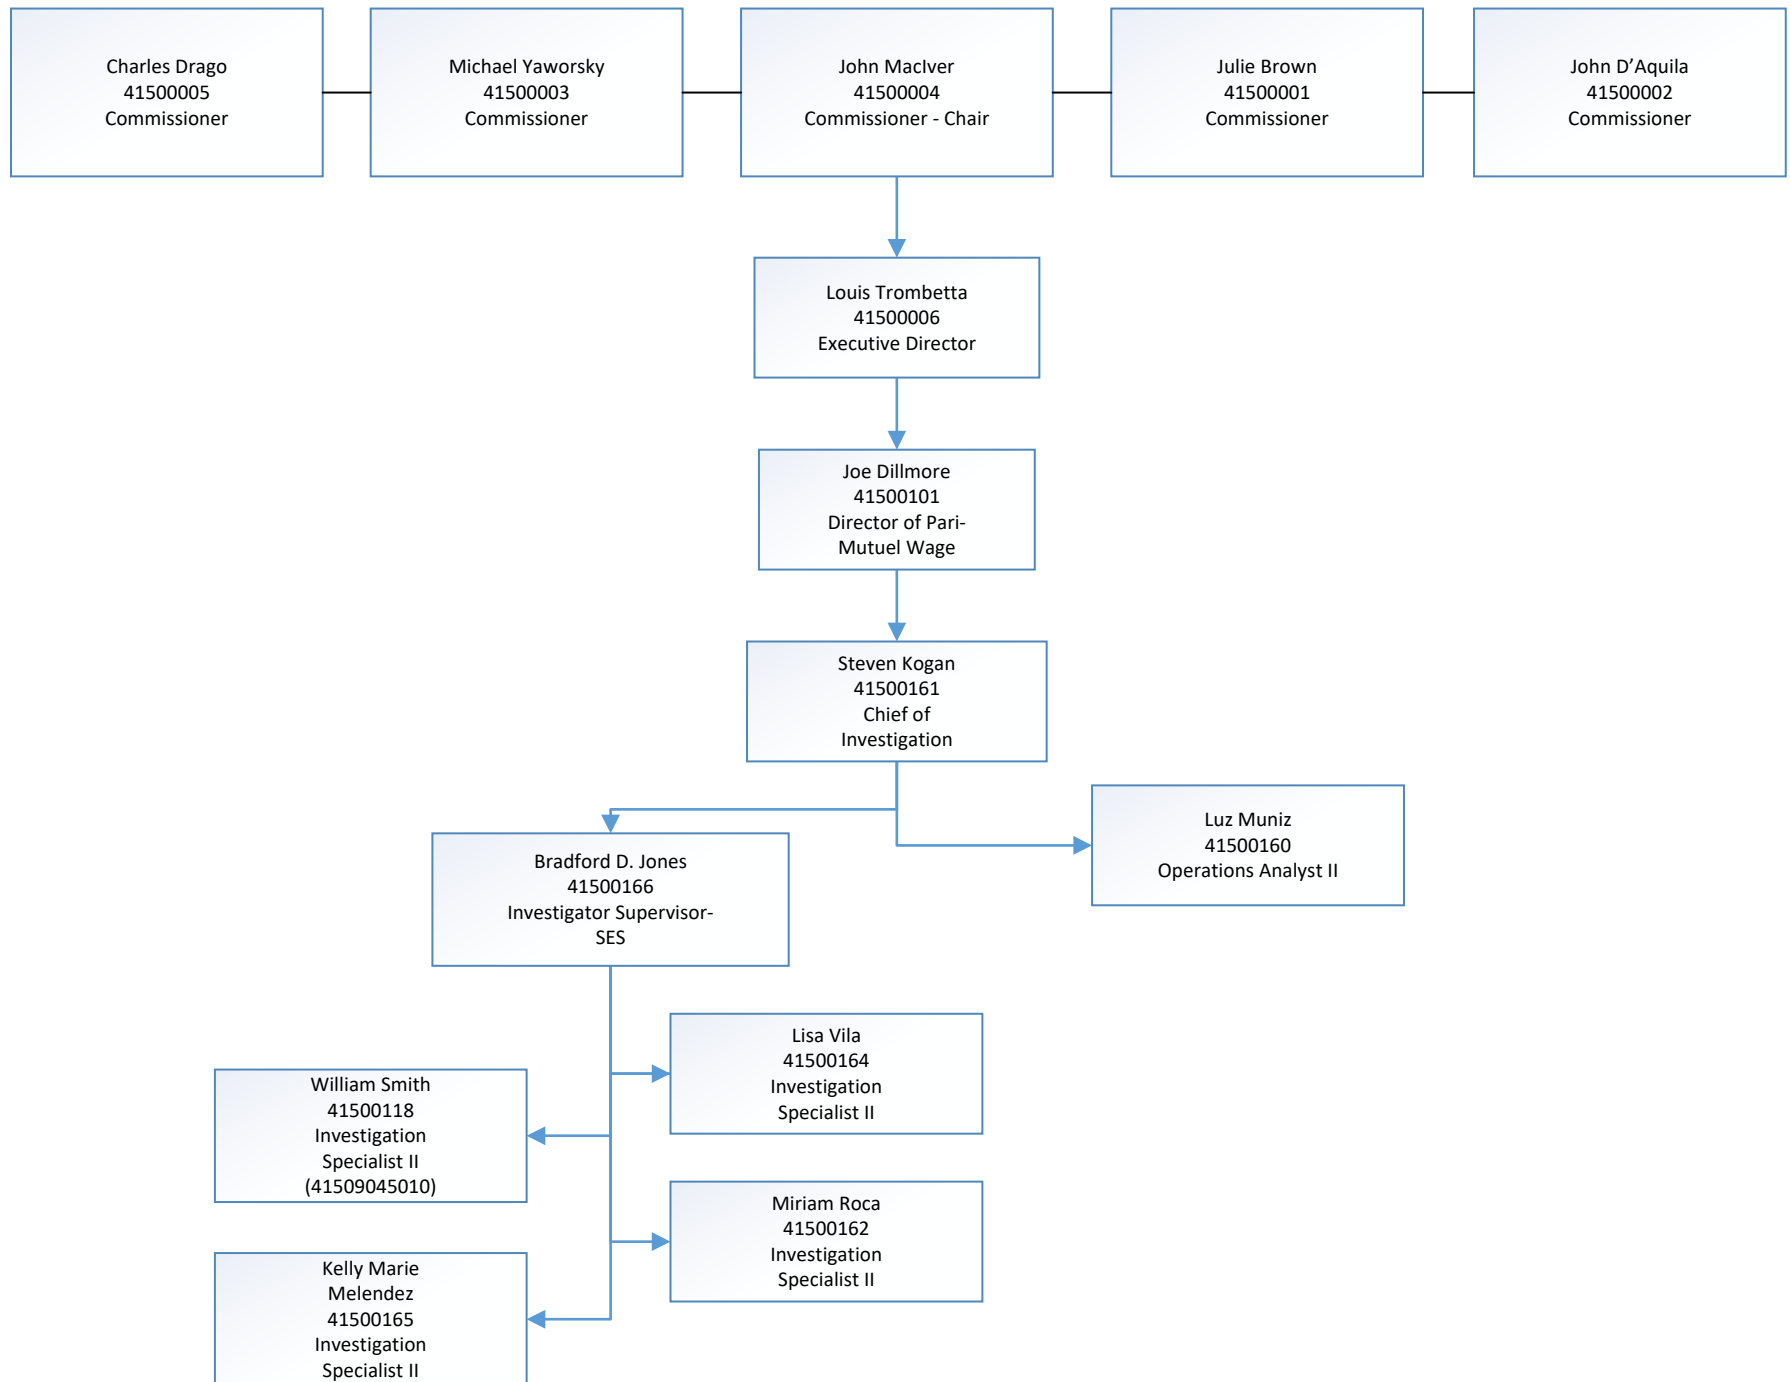 Charles Drago
41500005
Commissioner
Michael Yaworsky
41500003
Commissioner
John MacIver
41500004
Commissioner - Chair
Julie Brown
41500001
Commissioner
John D’Aquila
41500002
Commissioner
Louis Trombetta
41500006
Executive Director
Joe Dillmore
41500101
Director of Pari-
Mutuel Wage
Steven Kogan
41500161
Chief of
Investigation
Luz Muniz
41500160
Operations Analyst II
Bradford D. Jones
41500166
Investigator Supervisor-
SES
Lisa Vila
41500164
Investigation
Specialist II
William Smith
41500118
Investigation
Specialist II
(41509045010)
Miriam Roca
41500162
Investigation
Specialist II
Kelly Marie
Melendez
41500165
Investigation
Specialist II